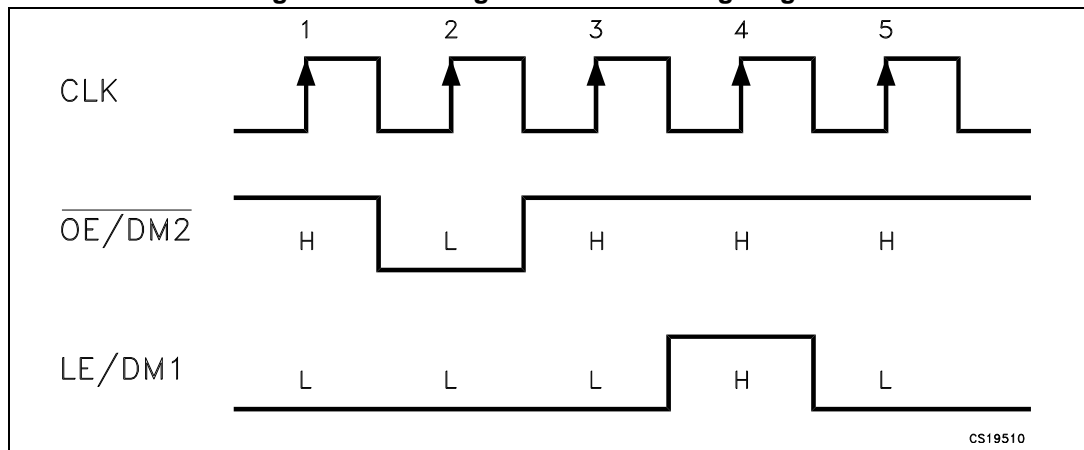 1 2 3 4 5
CLK
OE/DM2
H L H H H
LE/DM1
L L L H L
CS19510